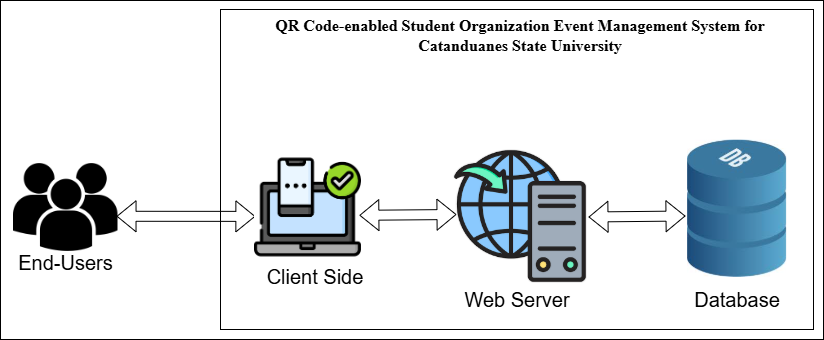 QR Code-enabled Student Organization Event Management System for
Catanduanes State University
DB
End-Users
Client Side
Web Server
Database